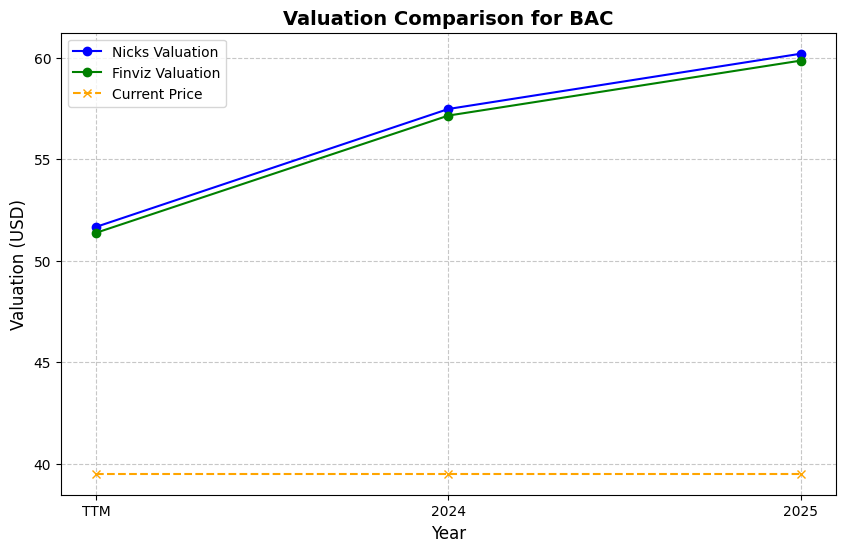 Valuation Comparison for BAC
Nicks Valuation
Finviz Valuation
Current Price
Valuation (USD)
60
55
50
45
40
TTM
2024
2025
Year